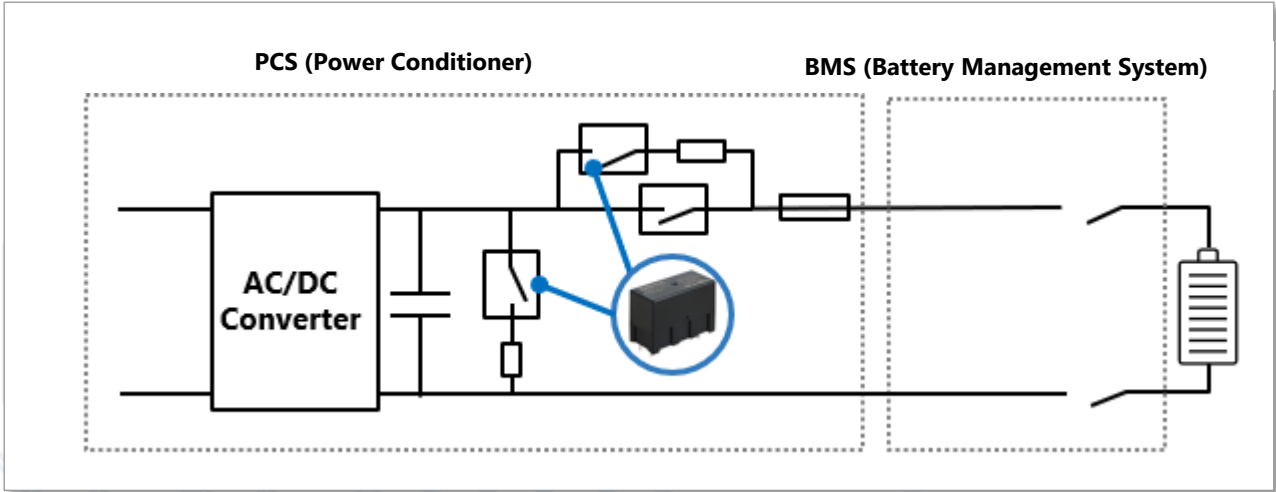 PCS (Power Conditioner)
BMS (Battery Management System)
AC/DC
Converter